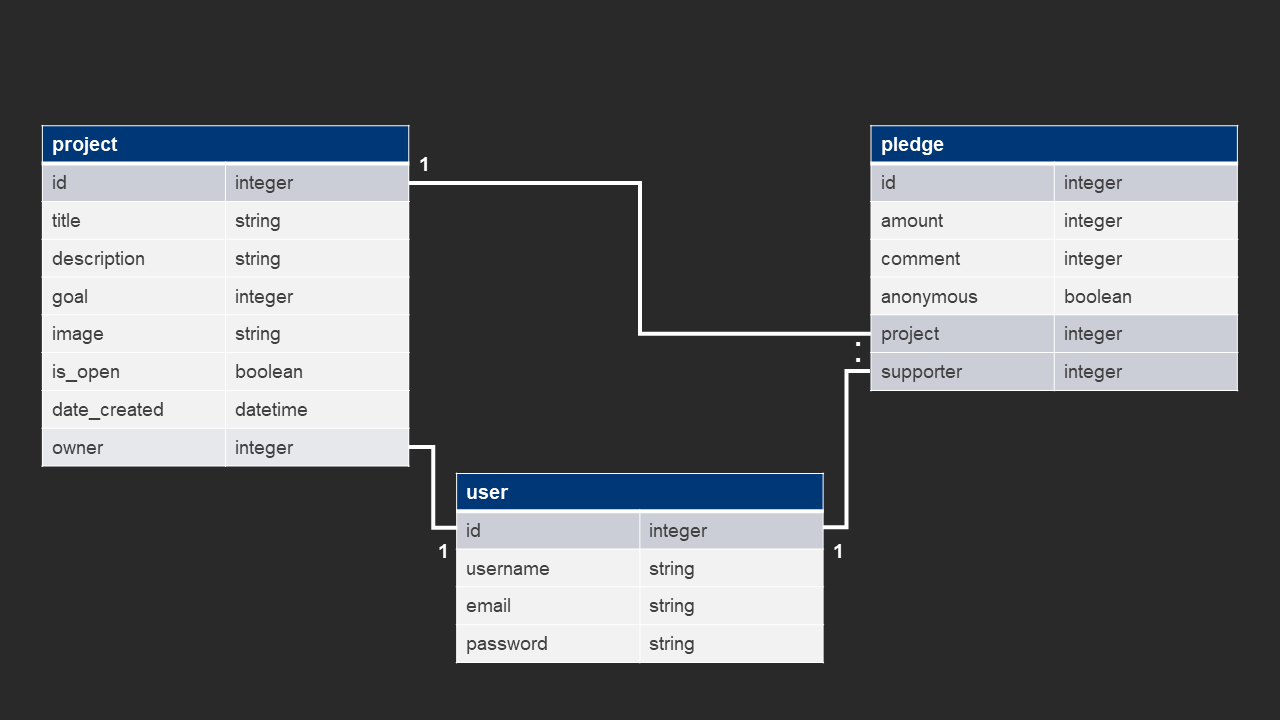 project
id integer
title string
description string
goal integer
image string
is_open boolean
date_created datetime
owner integer
1
pledge
id integer
amount integer
comment integer
anonymous boolean
project integer
supporter integer
:
user
id integer
username string
email string
password string
1
1